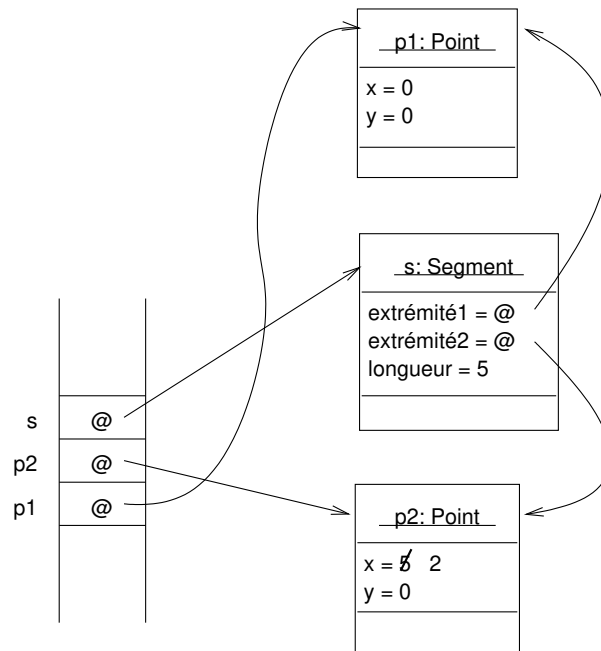 p1: Point
x = 0
y = 0
s: Segment
extrémité1 = @
extrémité2 = @
longueur = 5
s @
p2 @
p1 @
p2: Point
x = 5 2
y = 0